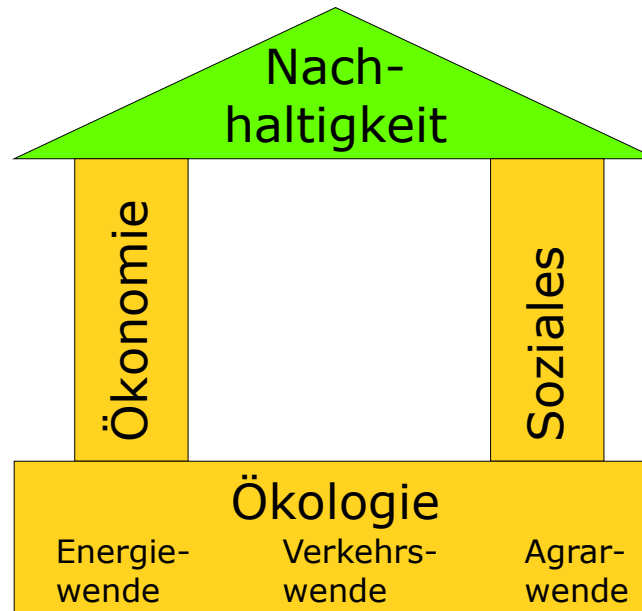 Nach-
haltigkeit
Ökonomie
Soziales
Ökologie
Energie-
wende
Verkehrs-
wende
Agrar-
wende